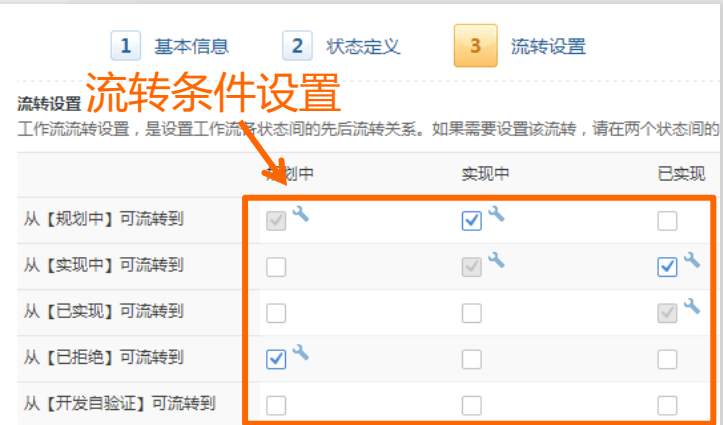 1 基本信息 2 状态定义 3 流转设置
流转条件设置
流转设置
工作流流转设置，是设置工作流各状态间的先后流转关系。如果需要设置该流转，请在两个状态间的
规划中 实现中 已实现
从【规划中】可流转到
从【实现中】可流转到
从【已实现】可流转到
从【已拒绝】可流转到
从【开发自验证】可流转到